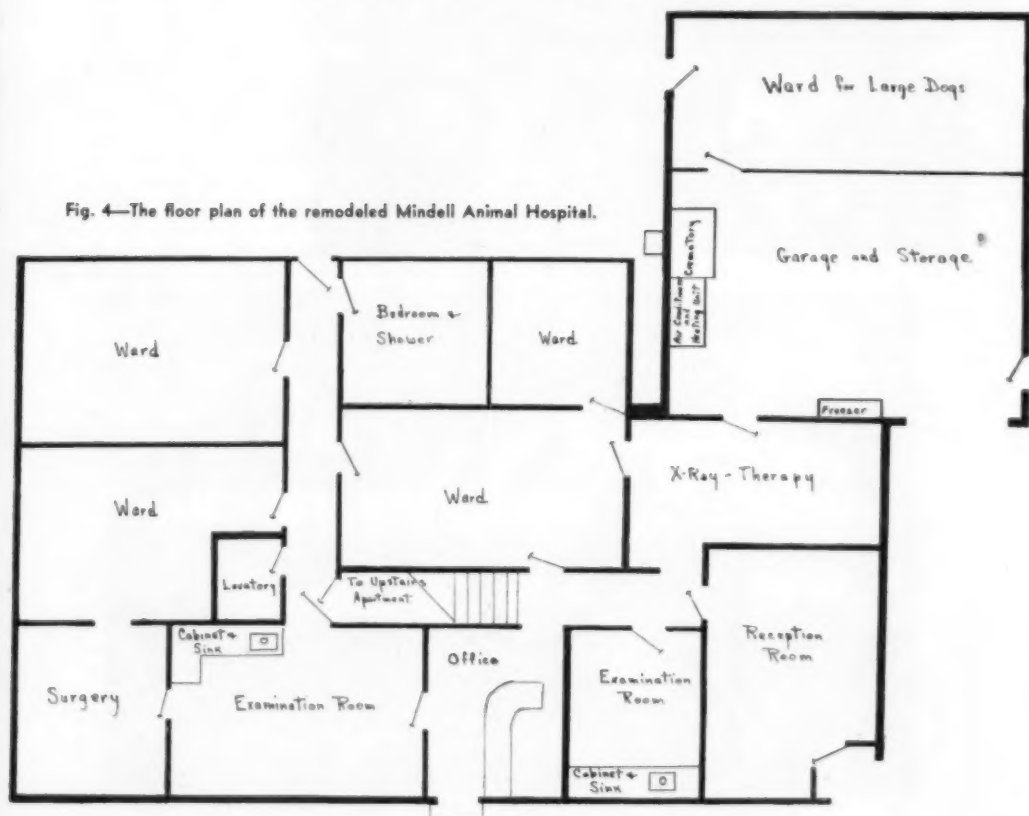 Ward for Large Dogs
Fig. 4—The floor plan of the remodeled Mindell Animal Hospital.
Crematory
Garage and Storage
Air Conditioner
and
Heating Unit
Bedroom &
Shower
Ward
Ward
Freezer
X-Ray - Therapy
Ward
Ward
Lavatory
To Upstairs
Apartment
Cabinet &
Sink
Office
Reception
Room
Surgery
Examination Room
Examination
Room
Cabinet &
Sink